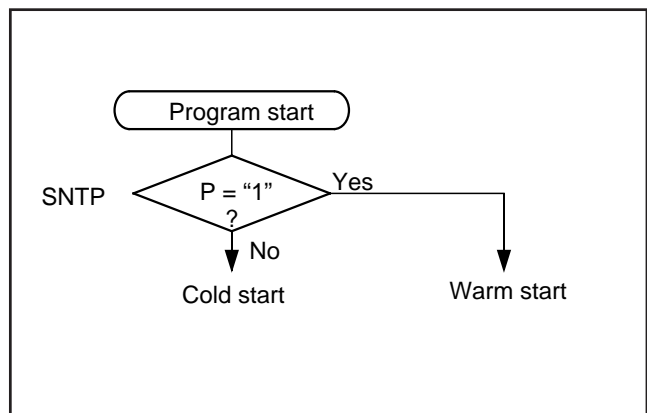 Program start
SNTP
P = “1”
?
Yes
No
Cold start
Warm start